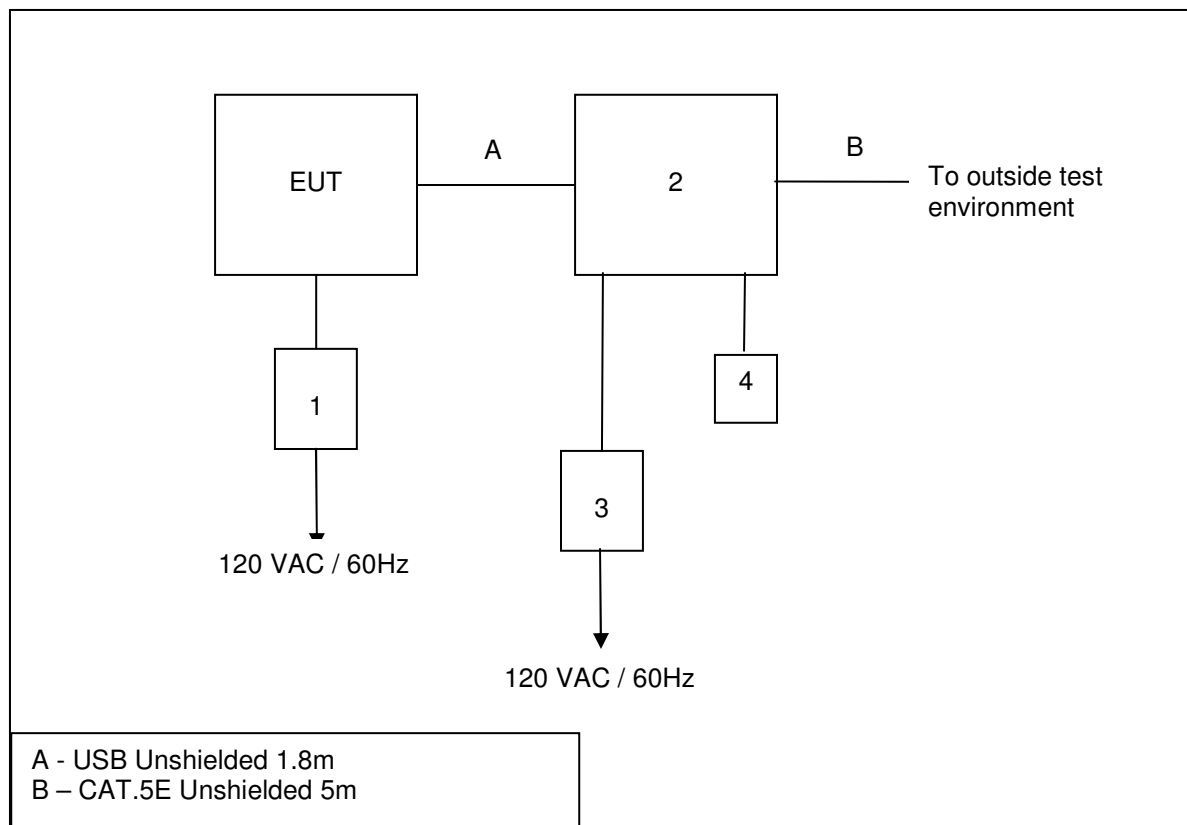 A
B
EUT
2
To outside test
environment
1
4
3
120 VAC / 60Hz
120 VAC / 60Hz
A - USB Unshielded 1.8m
B – CAT.5E Unshielded 5m